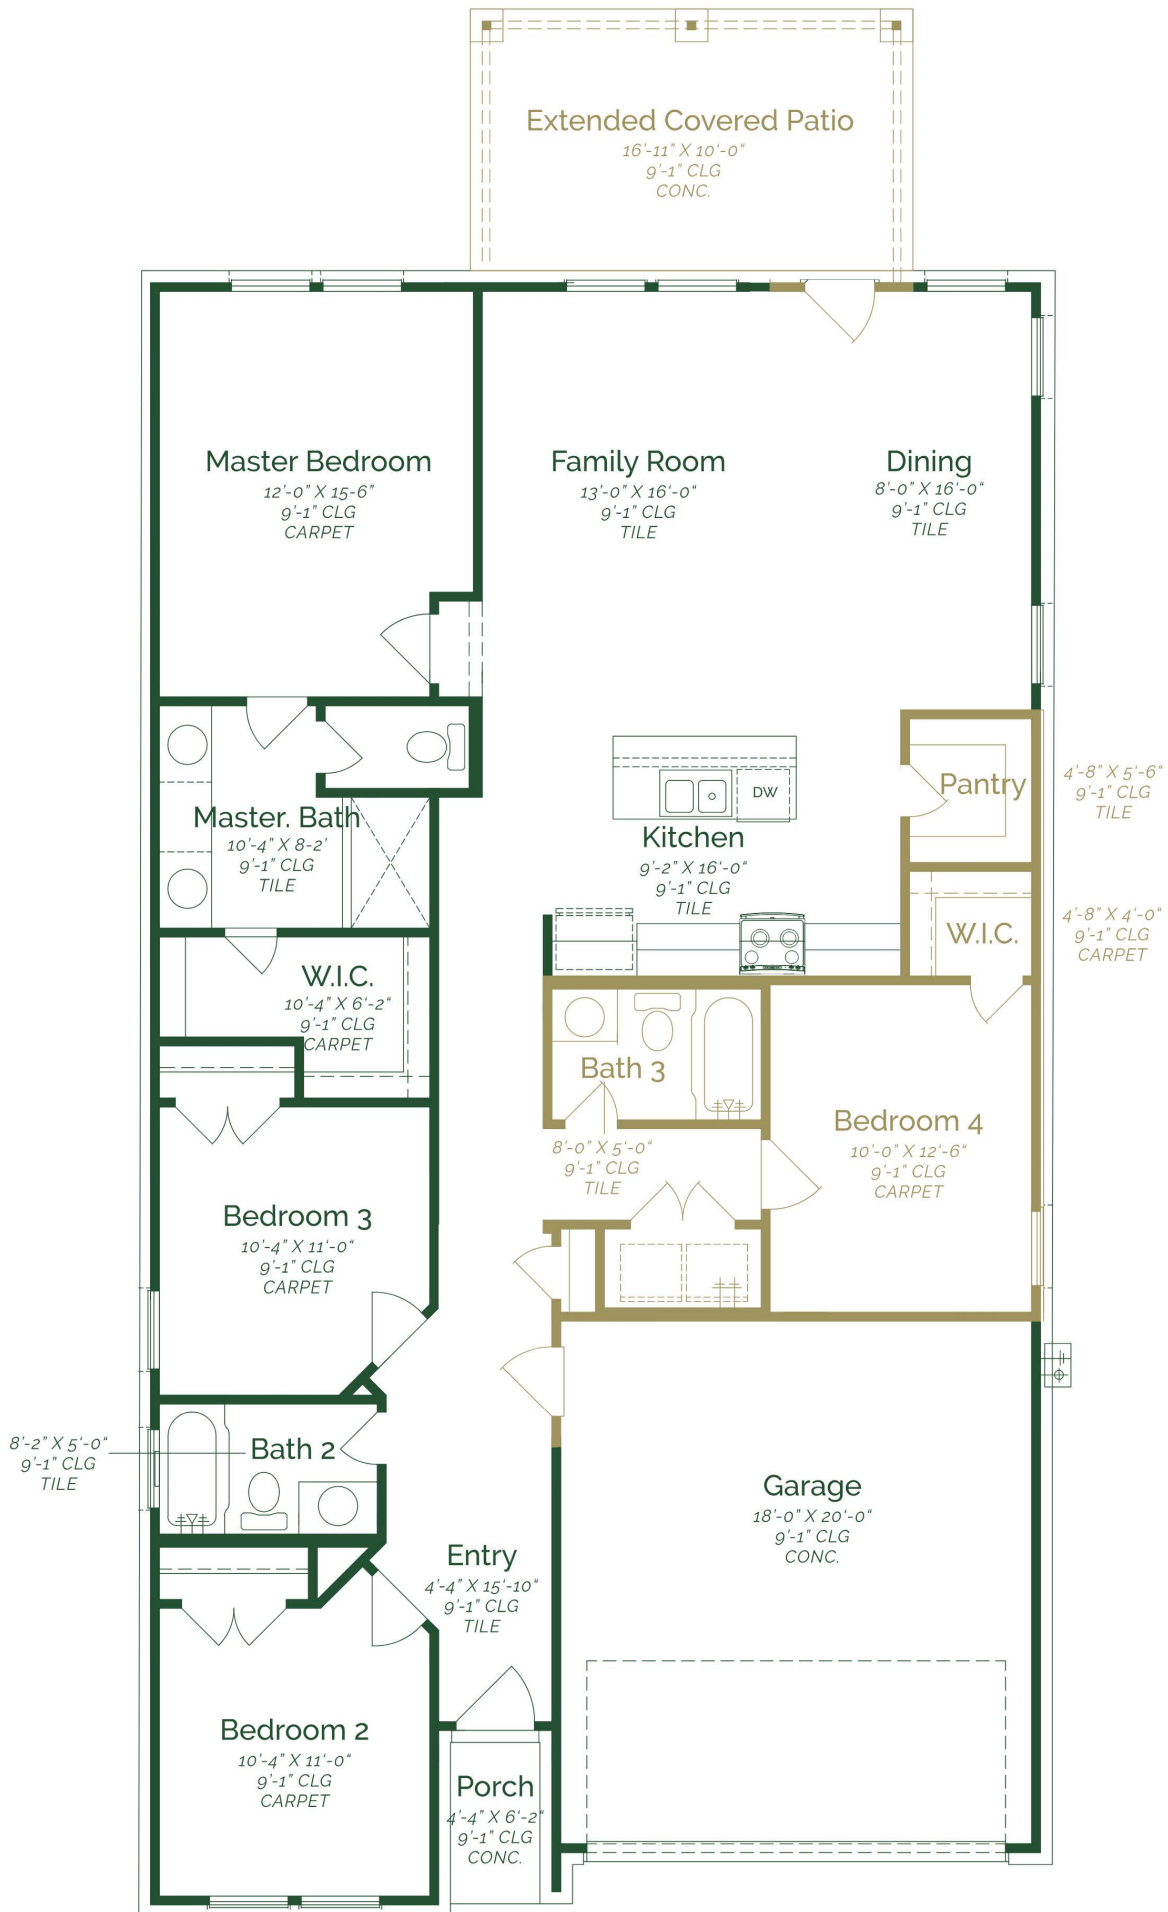 Extended Covered Patio
16'-11" X 10'-0"
9'-1" CLG
CONC.
Master Bedroom
12'-0" X 15-6"
9'-1" CLG
CARPET
Family Room
13'-0" X 16'-0"
9'-1" CLG
TILE
Dining
8'-0" X 16'-0"
9'-1" CLG
TILE
Pantry
4'-8" X 5'-6"
9'-1" CLG
TILE
DW
Kitchen
9'-2" X 16'-0"
9'-1" CLG
TILE
Master. Bath
10'-4" X 8-2'
9'-1" CLG
TILE
W.I.C.
4'-8" X 4'-0"
9'-1" CLG
CARPET
W.I.C.
10'-4" X 6'-2"
9'-1" CLG
CARPET
Bath 3
8'-0" X 5'-0"
9'-1" CLG
TILE
Bedroom 4
10'-0" X 12'-6"
9'-1" CLG
CARPET
Bedroom 3
10'-4" X 11'-0"
9'-1" CLG
CARPET
Bath 2
8'-2" X 5'-0"
9'-1" CLG
TILE
Garage
18'-0" X 20'-0"
9'-1" CLG
CONC.
Entry
4'-4" X 15'-10"
9'-1" CLG
TILE
Bedroom 2
10'-4" X 11'-0"
9'-1" CLG
CARPET
Porch
4'-4" X 6'-2"
9'-1" CLG
CONC.